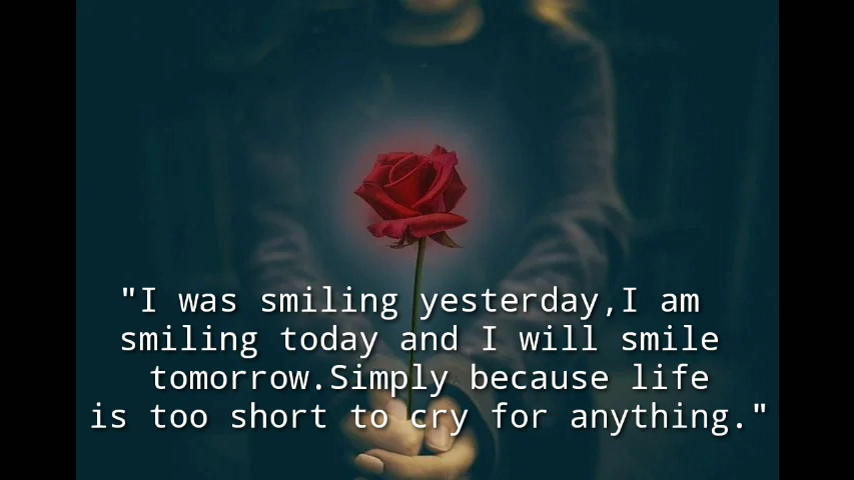 "I was smiling yesterday,I am
smiling today and I will smile
tomorrow.Simply because life
is too short to cry for anything."